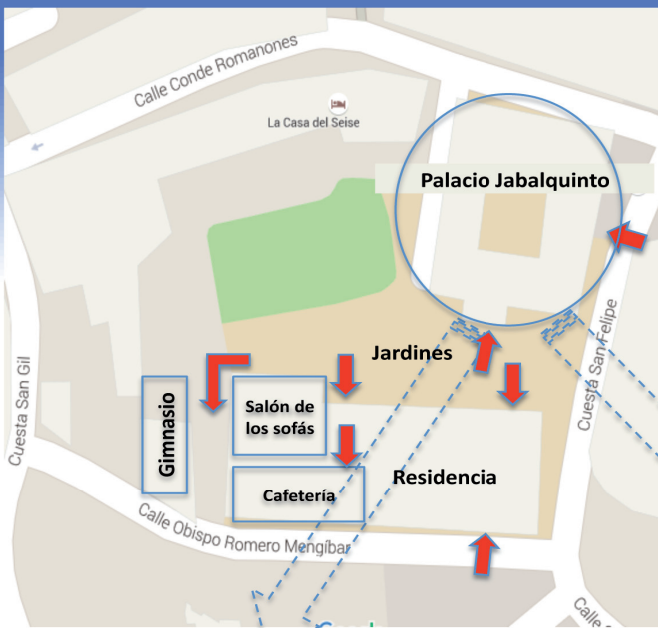 Calle Conde Romanones
La Casa del Seise
Palacio Jabalquinto
Cuesta San Felipe
Jardines
Cuesta San Gil
Gimnasio
Salón de
los sofás
Residencia
Cafetería
Calle Obispo Romero Mengíbar
Calle